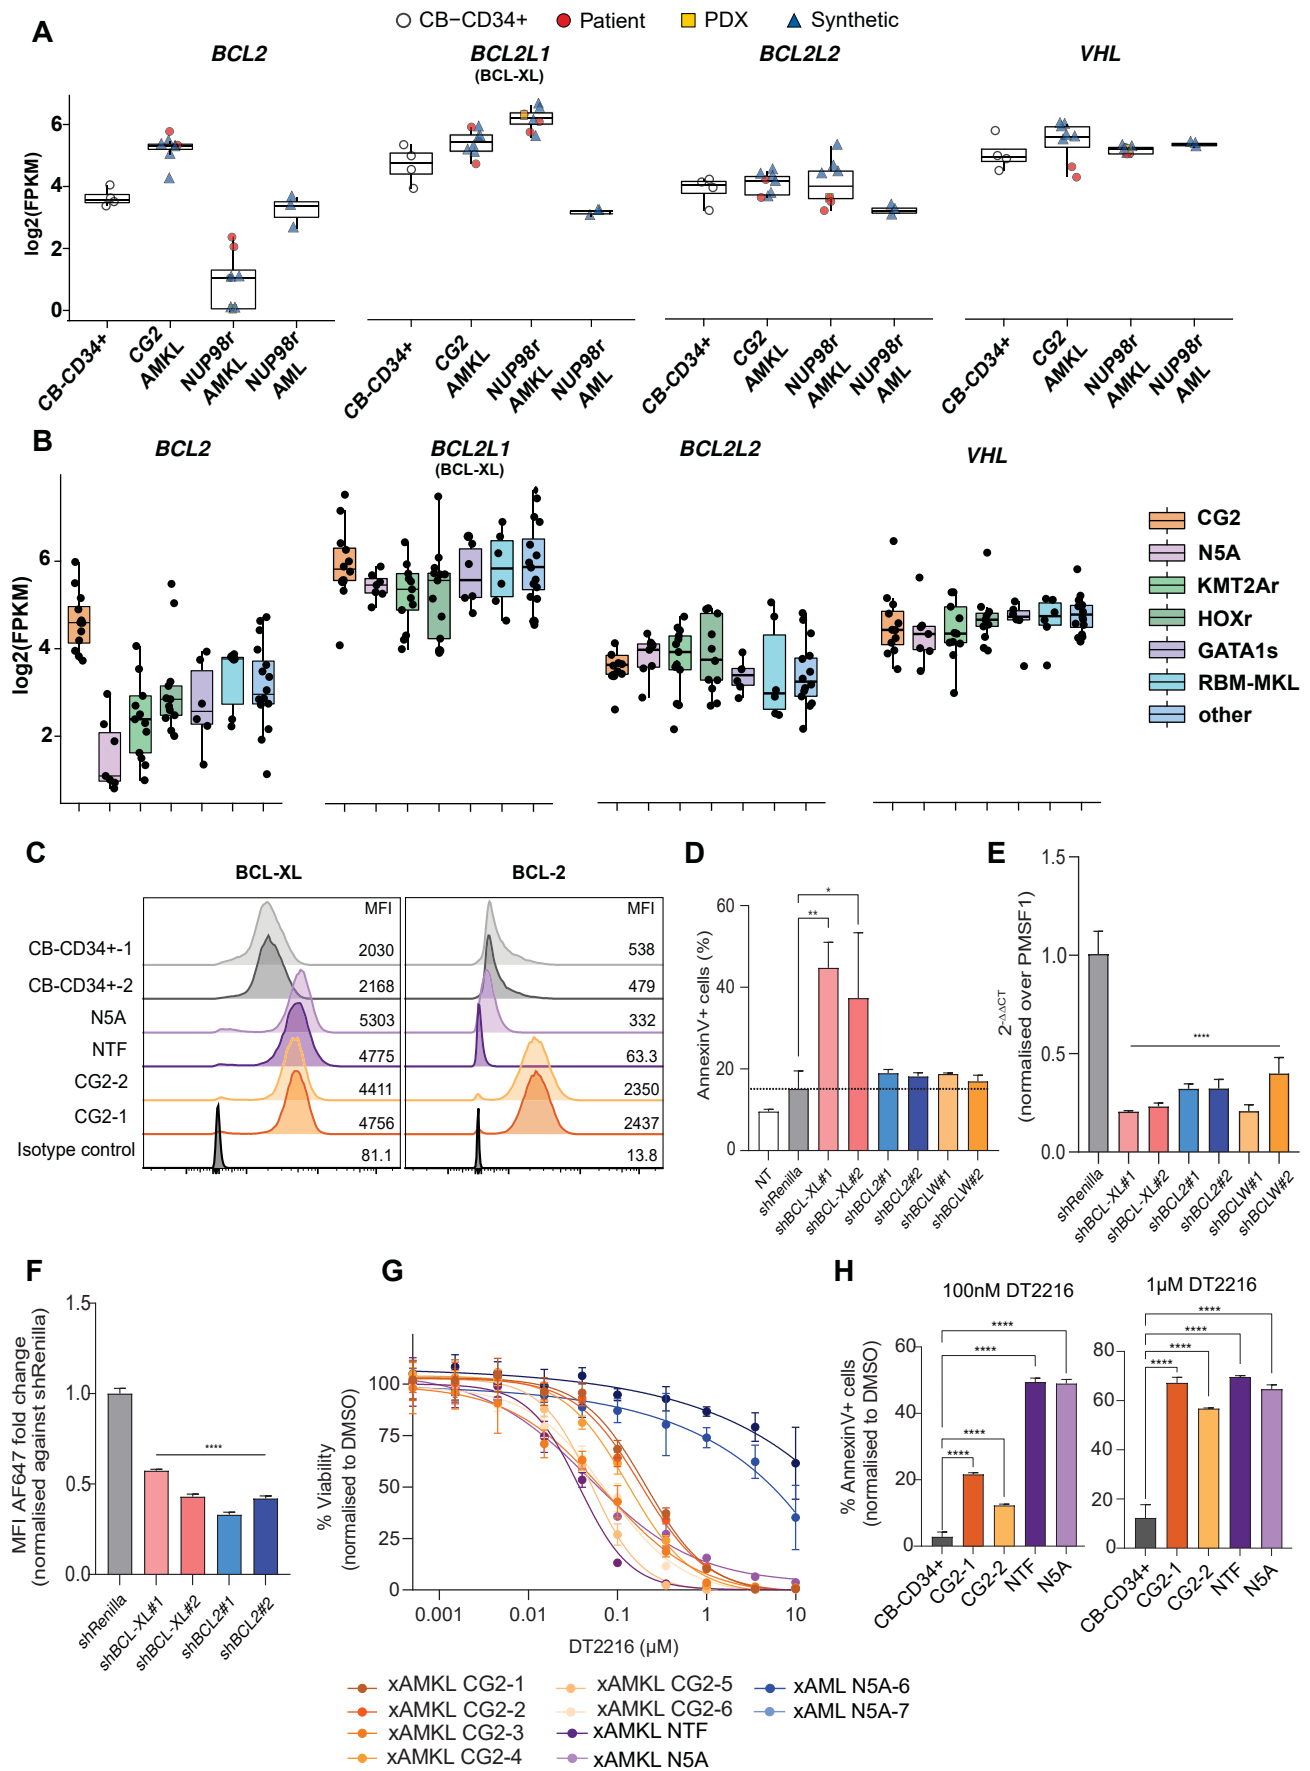 CB−CD34+ Patient PDX Synthetic
A
BCL2 BCL2L1 BCL2L2 VHL
(BCL-XL)
log2(FPKM)
6
4
2
0
CB-CD34+ CG2 AMKL NUP98r AMKL NUP98r AML
CB-CD34+ CG2 AMKL NUP98r AMKL NUP98r AML
CB-CD34+ CG2 AMKL NUP98r AMKL NUP98r AML
CB-CD34+ CG2 AMKL NUP98r AMKL NUP98r AML
B
BCL2 BCL2L1 BCL2L2 VHL
(BCL-XL)
log2(FPKM)
6
4
2
CG2
N5A
KMT2Ar
HOXr
GATA1s
RBM-MKL
other
C
BCL-XL BCL-2
MFI MFI
CB-CD34+-1 2030 538
CB-CD34+-2 2168 479
N5A 5303 332
NTF 4775 63.3
CG2-2 4411 2350
CG2-1 4756 2437
Isotype control 81.1 13.8
D
AnnexinV+ cells (%)
60
40
20
0
* 
**
NT shRenilla shBCL-XL#1 shBCL-XL#2 shBCL2#1 shBCL2#2 shBCLW#1 shBCLW#2
E
2-ΔΔCT
(normalised over PMSF1)
1.5
1.0
0.5
0.0
****
shRenilla shBCL-XL#1 shBCL-XL#2 shBCL2#1 shBCL2#2 shBCLW#1 shBCLW#2
F
MFI AF647 fold change
(normalised against shRenilla)
1.5
1.0
0.5
0.0
****
shRenilla shBCL-XL#1 shBCL-XL#2 shBCL2#1 shBCL2#2
G
% Viability
(normalised to DMSO)
100
75
50
25
0
0.001 0.01 0.1 1 10
DT2216 (μM)
xAMKL CG2-1 xAMKL CG2-5 xAML N5A-6
xAMKL CG2-2 xAMKL CG2-6 xAML N5A-7
xAMKL CG2-3 xAMKL NTF
xAMKL CG2-4 xAMKL N5A
H
100nM DT2216 1μM DT2216
% AnnexinV+ cells
(normalised to DMSO)
60
40
20
0
****
****
****
****
CB-CD34+ CG2-1 CG2-2 NTF N5A
80
60
40
20
0
****
****
****
****
CB-CD34+ CG2-1 CG2-2 NTF N5A